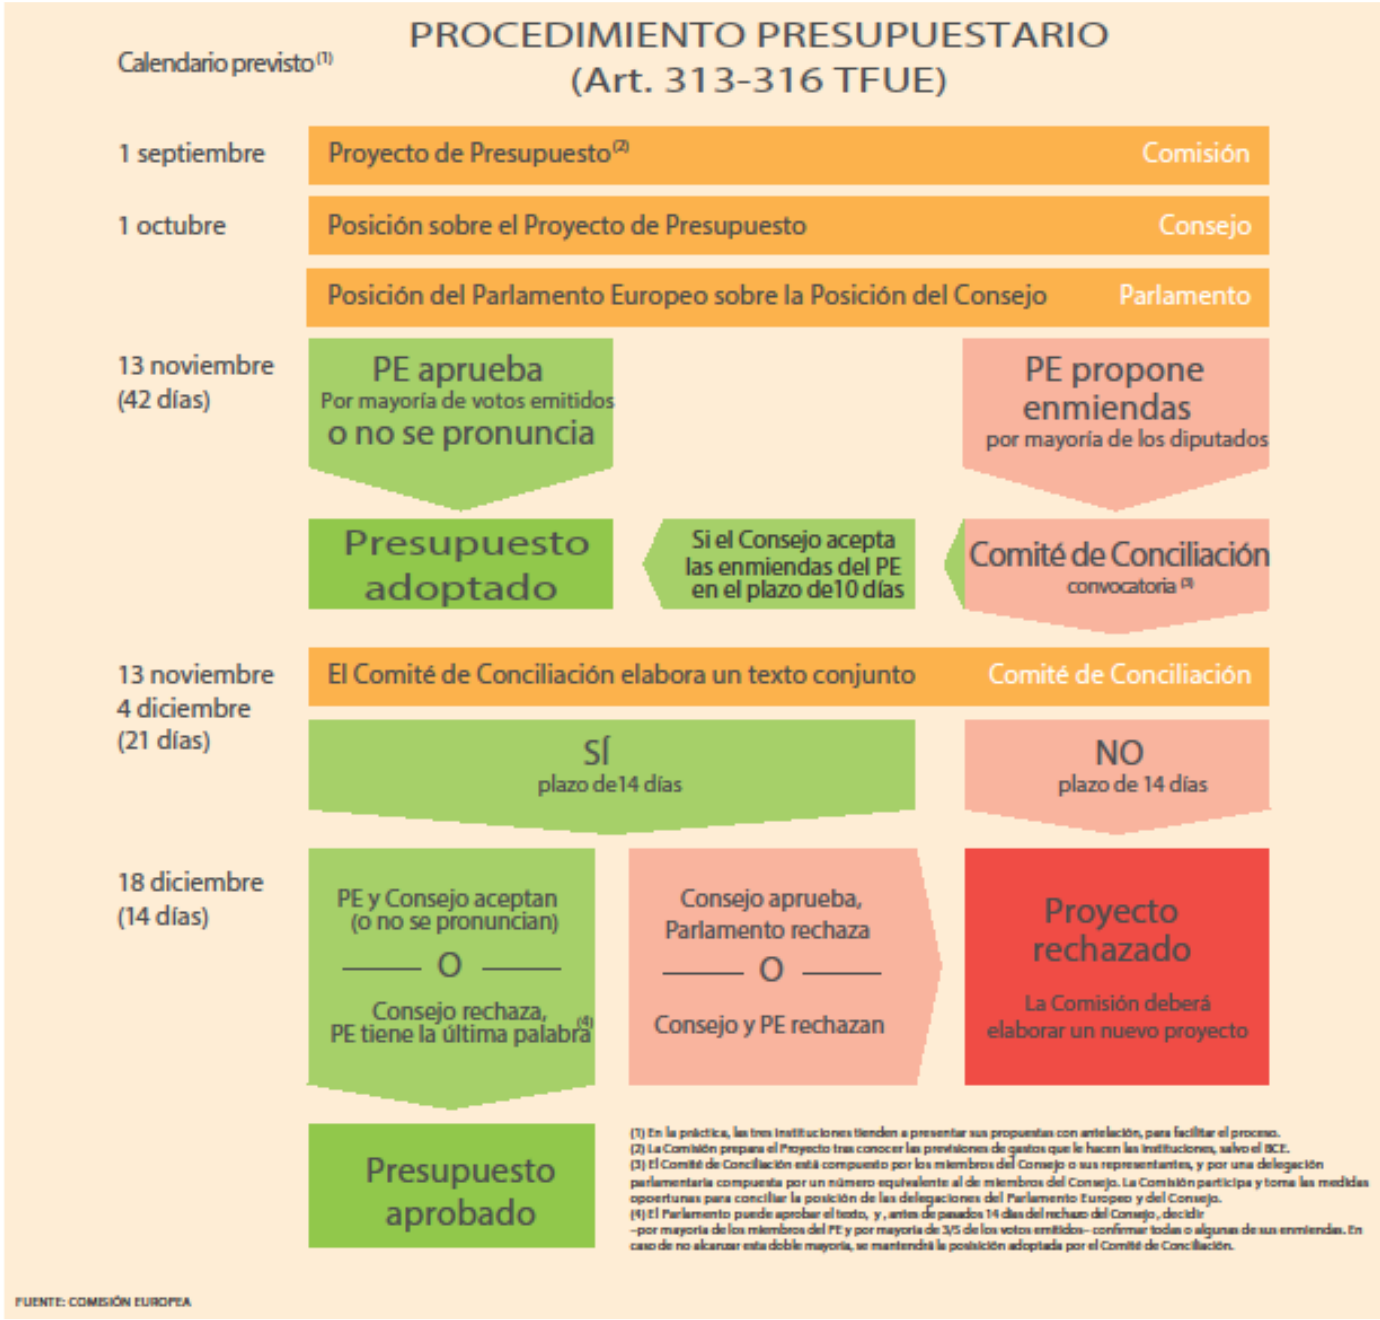 PROCEDIMIENTO PRESUPUESTARIO
(Art. 313-316 TFUE)
Calendario previsto(1)
1 septiembre
Proyecto de Presupuesto(2)
Comisión
1 octubre
Posición sobre el Proyecto de Presupuesto
Consejo
Posición del Parlamento Europeo sobre la Posición del Consejo
Parlamento
13 noviembre
(42 días)
PE aprueba
Por mayoría de votos emitidos
o no se pronuncia
PE propone
enmiendas
por mayoría de los diputados
Presupuesto
adoptado
Si el Consejo acepta
las enmiendas del PE
en el plazo de10 días
Comité de Conciliación
convocatoria (3)
13 noviembre
4 diciembre
(21 días)
El Comité de Conciliación elabora un texto conjunto
Comité de Conciliación
SÍ
plazo de14 días
NO
plazo de 14 días
18 diciembre
(14 días)
PE y Consejo aceptan
(o no se pronuncian)
O
Consejo rechaza,
PE tiene la última palabra(4)
Consejo aprueba,
Parlamento rechaza
O
Consejo y PE rechazan
Proyecto
rechazado
La Comisión deberá
elaborar un nuevo proyecto
Presupuesto
aprobado
(1) En la práctica, las tres instituciones tienden a presentar sus propuestas con antelación, para facilitar el proceso.
(2) La Comisión prepara el Proyecto tras conocer las previsiones de gastos que le hacen las instituciones, salvo el BCE.
(3) El Comité de Conciliación está compuesto por los miembros del Consejo o sus representantes, y por una delegación
parlamentaria compuesta por un número equivalente al de miembros del Consejo. La Comisión participa y toma las medidas
opoertunas para conciliar la posición de las delegaciones del Parlamento Europeo y del Consejo.
(4) El Parlamento puede aprobar el texto, y, antes de pasados 14 días del rechazo del Consejo, decidir
–por mayoría de los miembros del PE y por mayoría de 3/5 de los votos emitidos– confirmar todas o algunas de sus enmiendas. En
caso de no alcanzar esta doble mayoría, se mantendrá la posisición adoptada por el Comité de Conciliación.
FUENTE: COMISIÓN EUROPEA